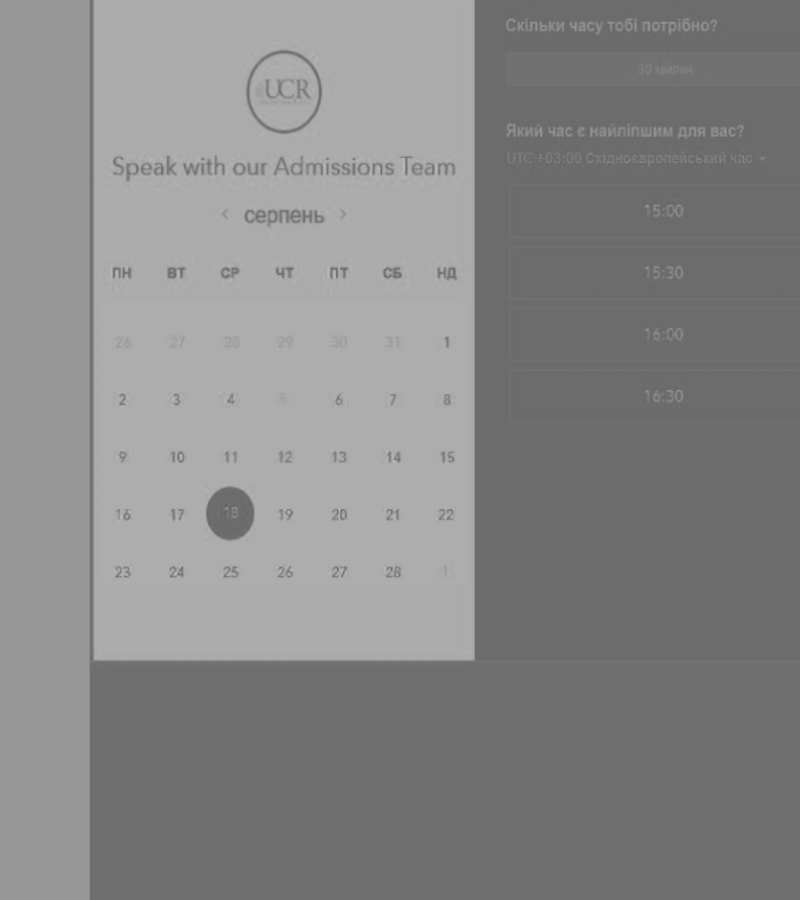 UCR
Speak with our Admissions Team
‹ серпень ›
ПН ВТ СР ЧТ ПТ СБ НД
26 27 28 29 30 31 1
2 3 4 5 6 7 8
9 10 11 12 13 14 15
16 17 18 19 20 21 22
23 24 25 26 27 28 1
Скільки часу тобі потрібно?
30 хвилин
Який час є найліпшим для вас?
UTC +03:00 Східноєвропейський час
15:00
15:30
16:00
16:30